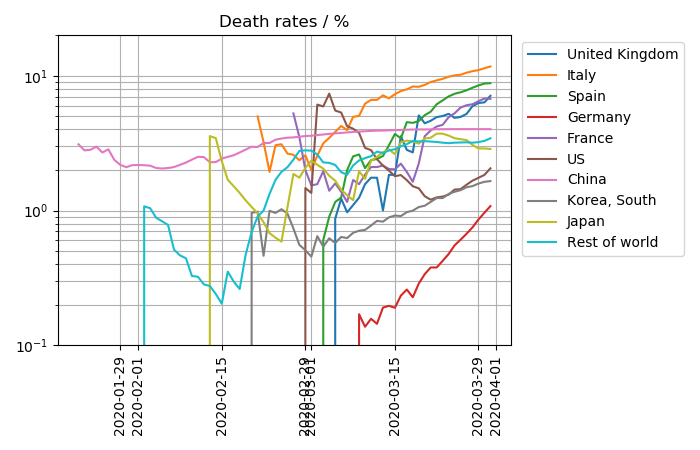 Death rates / %
10¹
10⁰
10⁻¹
2020-01-29
2020-02-01
2020-02-15
2020-02-29
2020-03-01
2020-03-15
2020-03-29
2020-04-01
United Kingdom
Italy
Spain
Germany
France
US
China
Korea, South
Japan
Rest of world